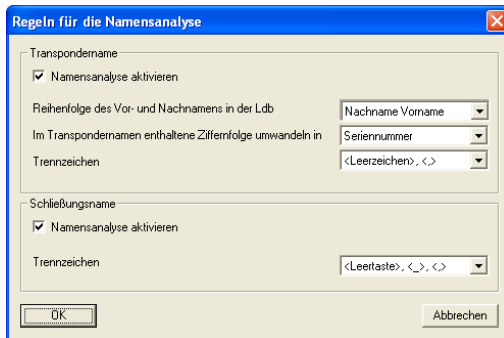 Regeln für die Namensanalyse
Transpondername
Namensanalyse aktivieren
Reihenfolge des Vor- und Nachnamens in der Ldb Nachname Vorname
Im Transpondernamen enthaltene Ziffernfolge umwandeln in Seriennummer
Trennzeichen <Leerzeichen>, <,>
Schließungsname
Namensanalyse aktivieren
Trennzeichen <Leertaste>, <_>, <,>
OK Abbrechen